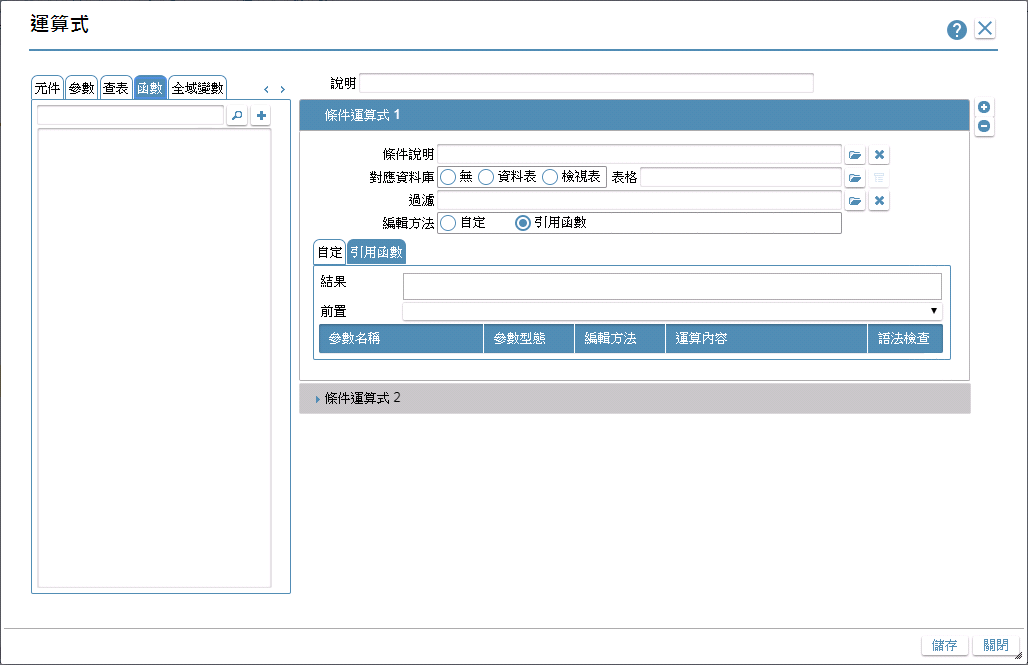 運算式
元件 參數 查表 函數 全域變數
說明
條件運算式 1
條件說明
對應資料庫 無 資料表 檢視表 表格
過濾
編輯方法 自定 引用函數
自定 引用函數
結果
前置
參數名稱 參數型態 編輯方法 運算內容 語法檢查
條件運算式 2
儲存 關閉